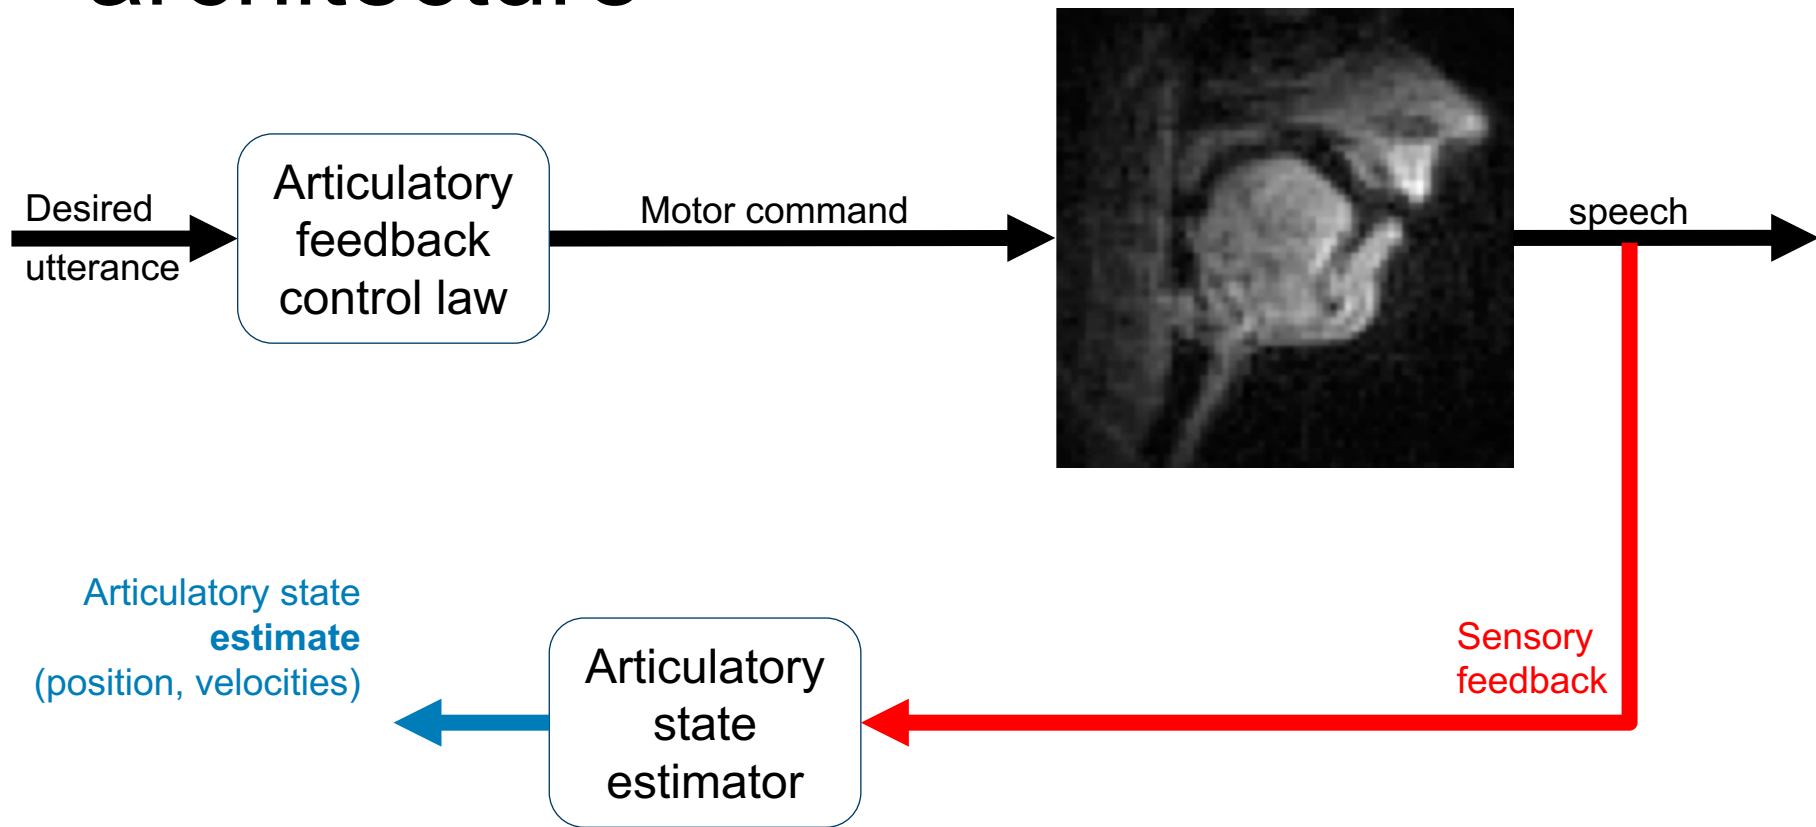 architecture
Desired
utterance
Articulatory
feedback
control law
Motor command
speech
Articulatory state
estimate
(position, velocities)
Articulatory
state
estimator
Sensory
feedback